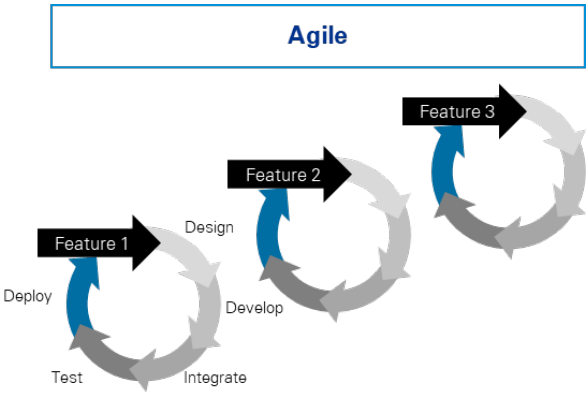 Agile
Feature 3
Feature 2
Feature 1
Design
Deploy
Develop
Test
Integrate